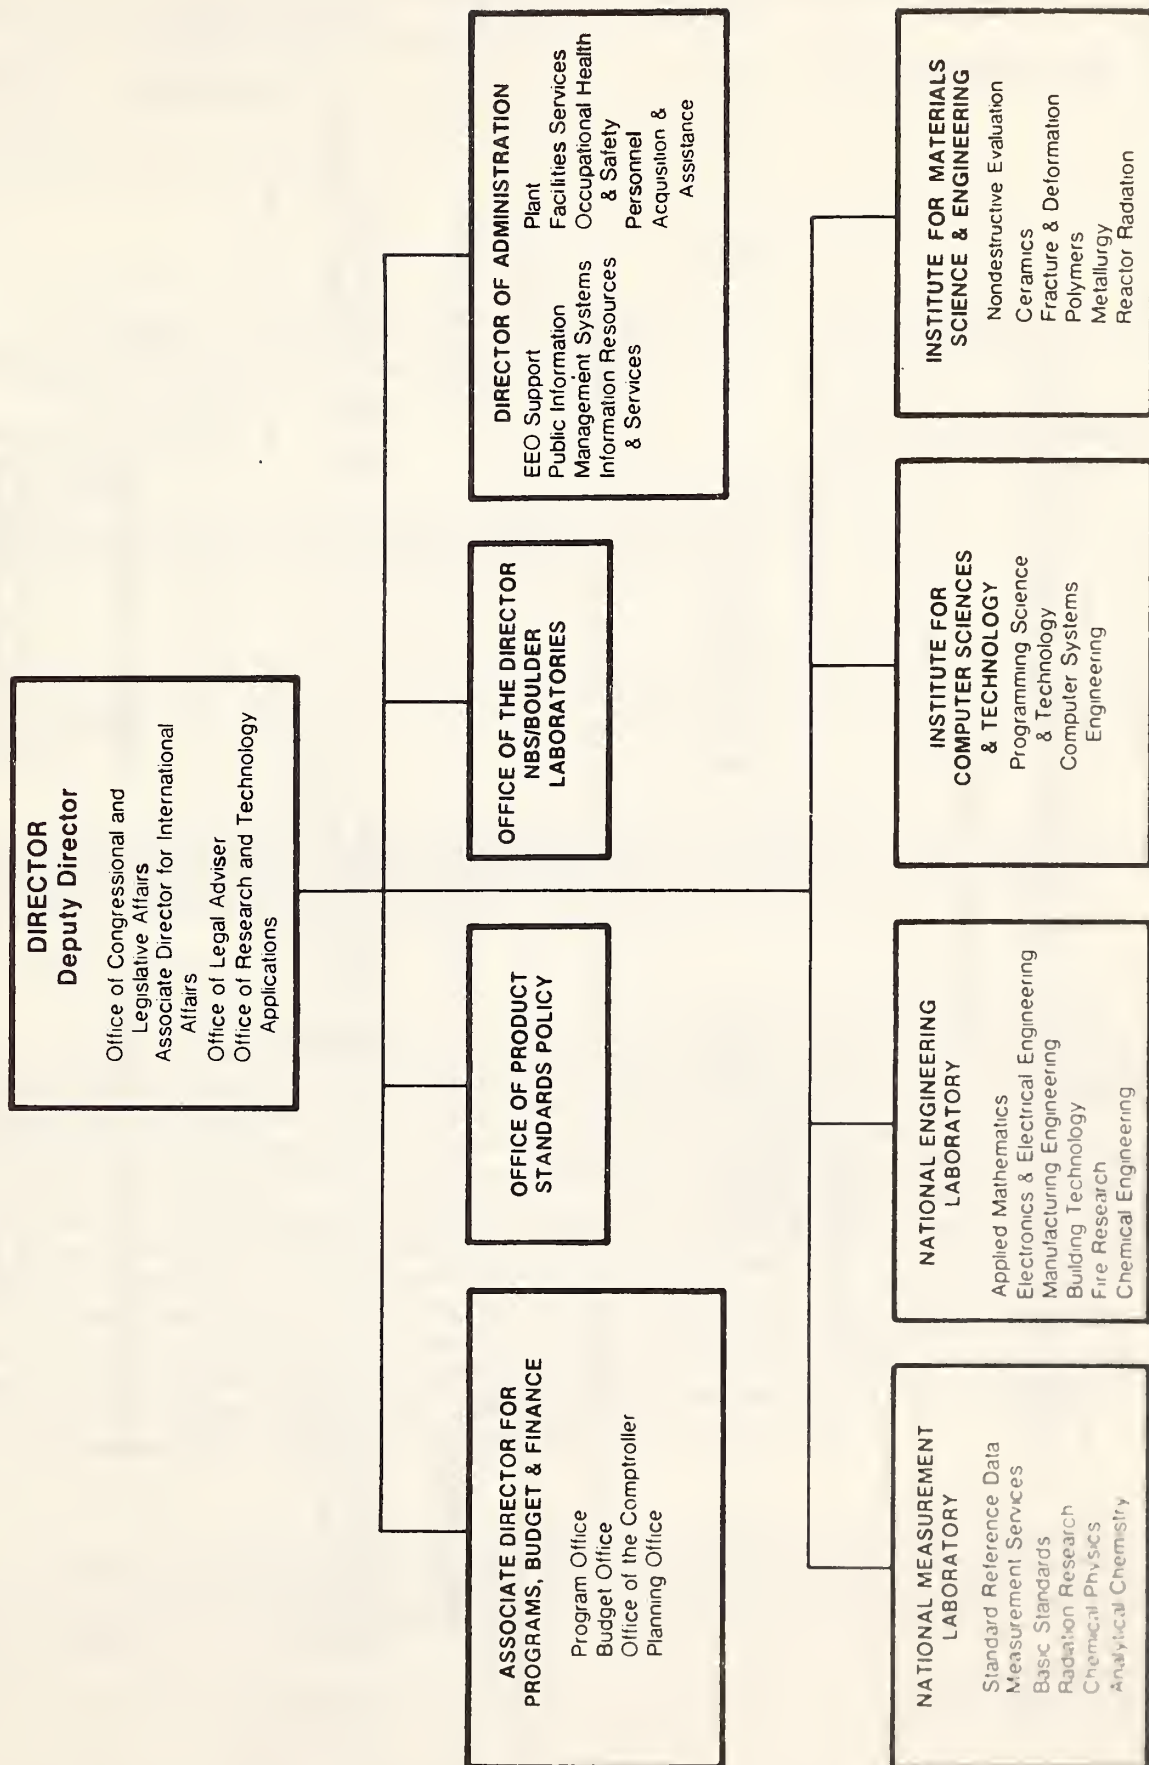 DIRECTOR
Deputy Director
Office of Congressional and
Legislative Affairs
Associate Director for International
Affairs
Office of Legal Adviser
Office of Research and Technology
Applications
ASSOCIATE DIRECTOR FOR
PROGRAMS, BUDGET & FINANCE
Program Office
Budget Office
Office of the Comptroller
Planning Office
OFFICE OF PRODUCT
STANDARDS POLICY
OFFICE OF THE DIRECTOR
NBS/BOULDER
LABORATORIES
DIRECTOR OF ADMINISTRATION
EEO Support
Public Information
Management Systems
Information Resources
& Services
Plant
Facilities Services
Occupational Health
& Safety
Personnel
Acquisition &
Assistance
NATIONAL MEASUREMENT
LABORATORY
Standard Reference Data
Measurement Services
Basic Standards
Radiation Research
Chemical Physics
Analytical Chemistry
NATIONAL ENGINEERING
LABORATORY
Applied Mathematics
Electronics & Electrical Engineering
Manufacturing Engineering
Building Technology
Fire Research
Chemical Engineering
INSTITUTE FOR
COMPUTER SCIENCES
& TECHNOLOGY
Programming Science
& Technology
Computer Systems
Engineering
INSTITUTE FOR MATERIALS
SCIENCE & ENGINEERING
Nondestructive Evaluation
Ceramics
Fracture & Deformation
Polymers
Metallurgy
Reactor Radiation